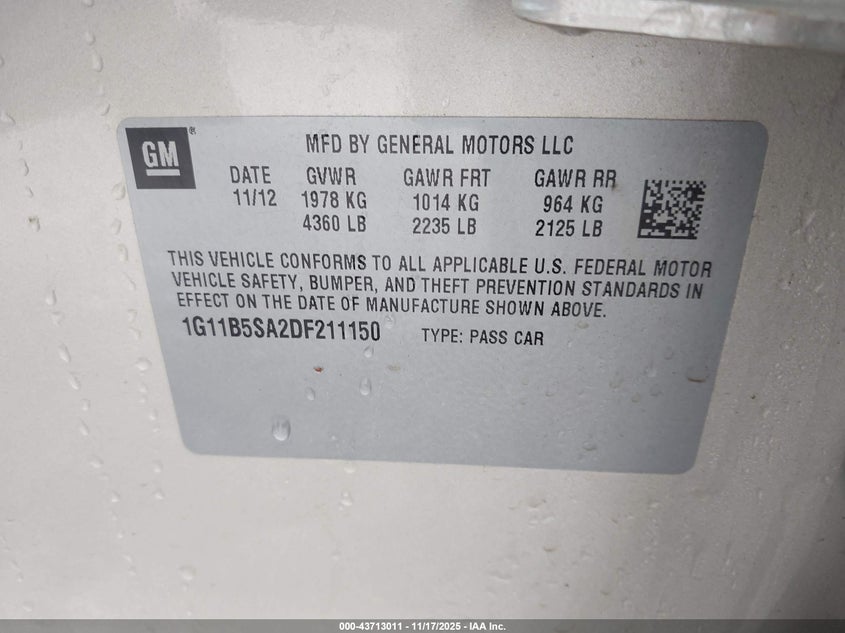 GM®
MFD BY GENERAL MOTORS LLC
DATE GVWR GAWR FRT GAWR RR
11/12 1978 KG 1014 KG 964 KG
4360 LB 2235 LB 2125 LB
THIS VEHICLE CONFORMS TO ALL APPLICABLE U.S. FEDERAL MOTOR
VEHICLE SAFETY, BUMPER, AND THEFT PREVENTION STANDARDS IN
EFFECT ON THE DATE OF MANUFACTURE SHOWN ABOVE.
1G11B5SA2DF211150 TYPE: PASS CAR
000-43713011 - 11/17/2025 - IAA Inc.